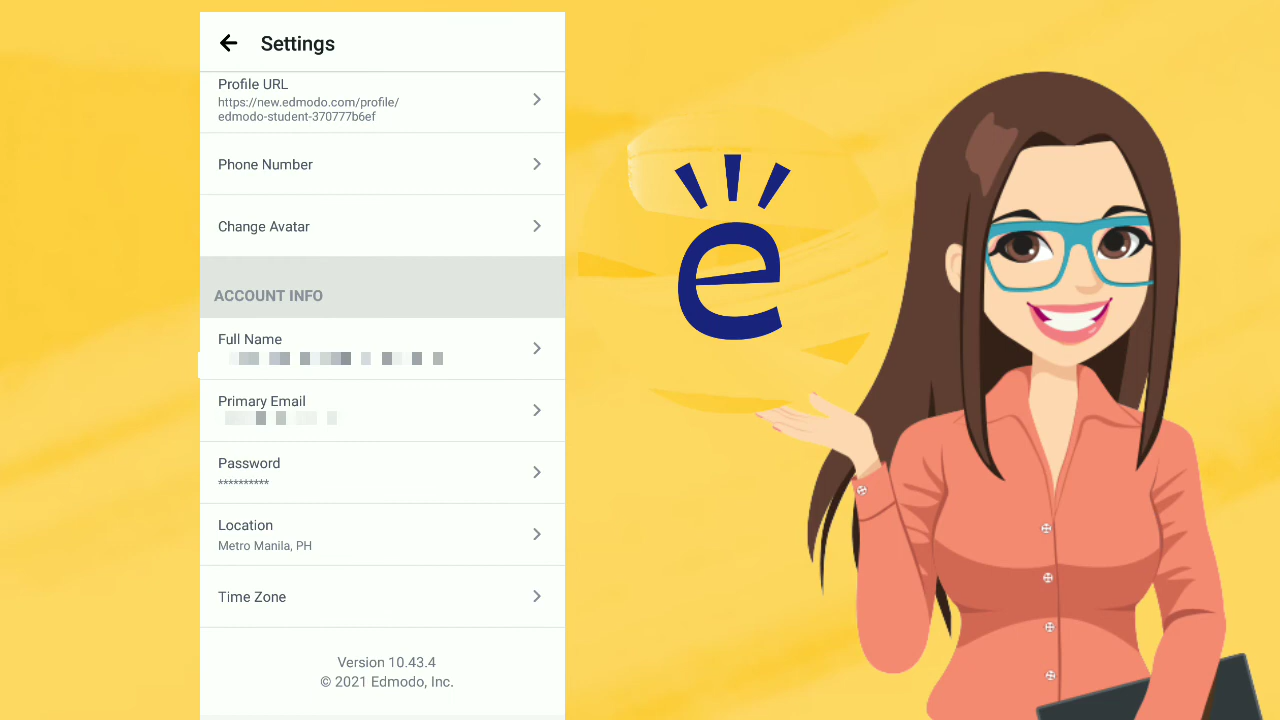 Settings
Profile URL
https://new.edmodo.com/profile/
edmodo-student-370777b6ef
Phone Number
Change Avatar
ACCOUNT INFO
Full Name
Primary Email
Password
**********
Location
Metro Manila, PH
Time Zone
Version 10.43.4
© 2021 Edmodo, Inc.
e